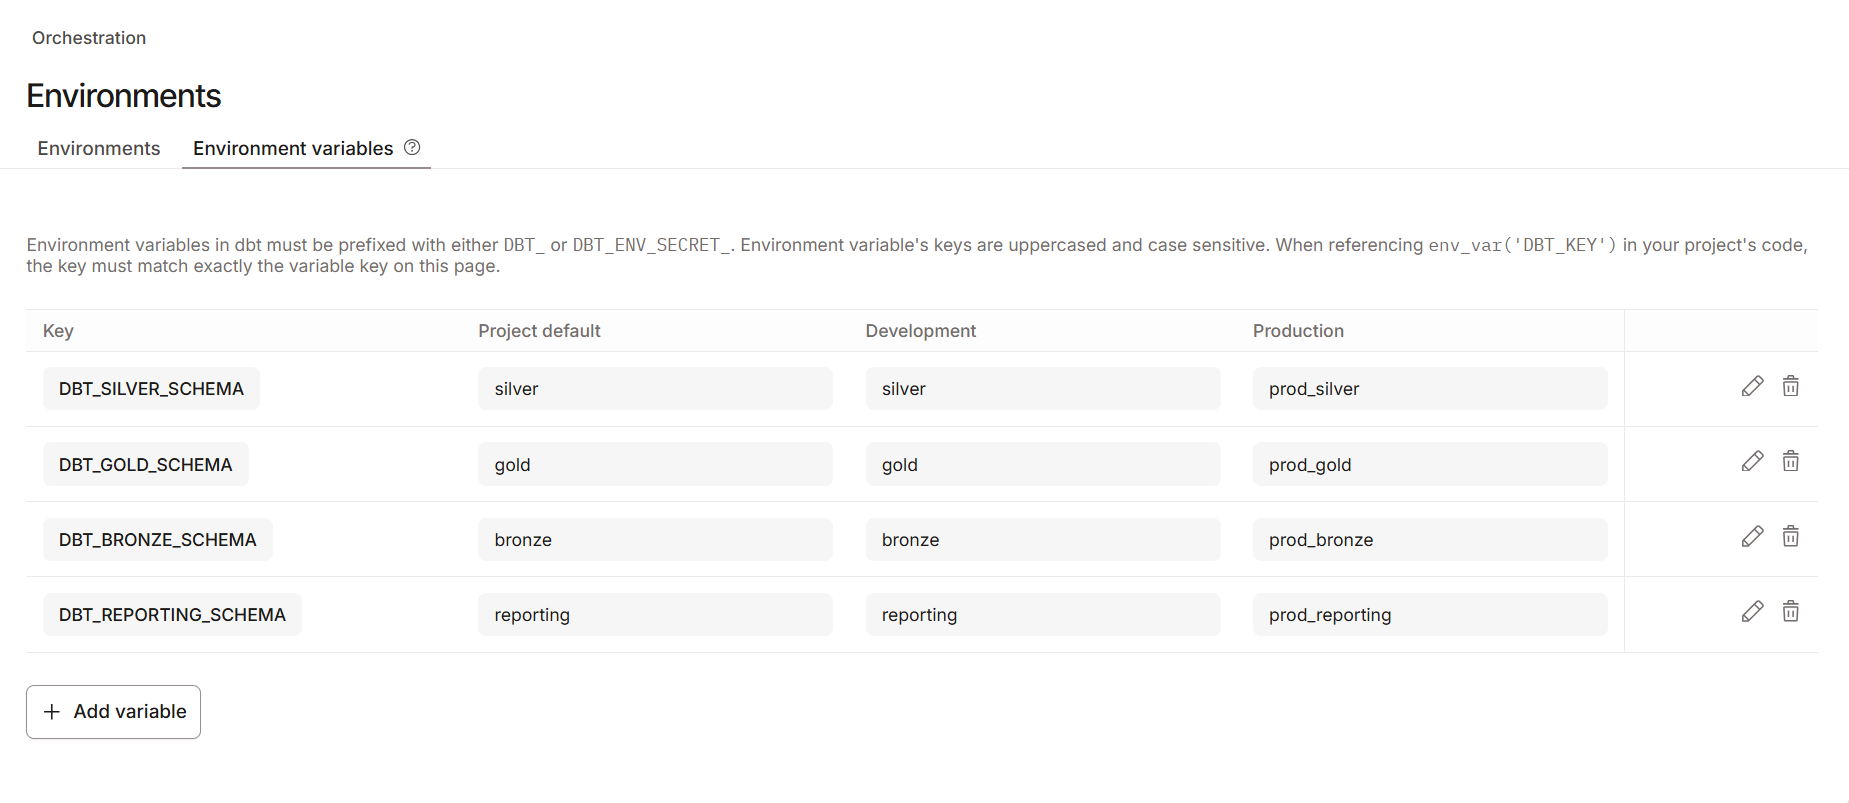 Orchestration
Environments
Environments
Environment variables
Environment variables in dbt must be prefixed with either DBT_ or DBT_ENV_SECRET_. Environment variable's keys are uppercased and case sensitive. When referencing env_var('DBT_KEY') in your project's code,
the key must match exactly the variable key on this page.
Key Project default Development Production
DBT_SILVER_SCHEMA silver silver prod_silver
DBT_GOLD_SCHEMA gold gold prod_gold
DBT_BRONZE_SCHEMA bronze bronze prod_bronze
DBT_REPORTING_SCHEMA reporting reporting prod_reporting
+ Add variable